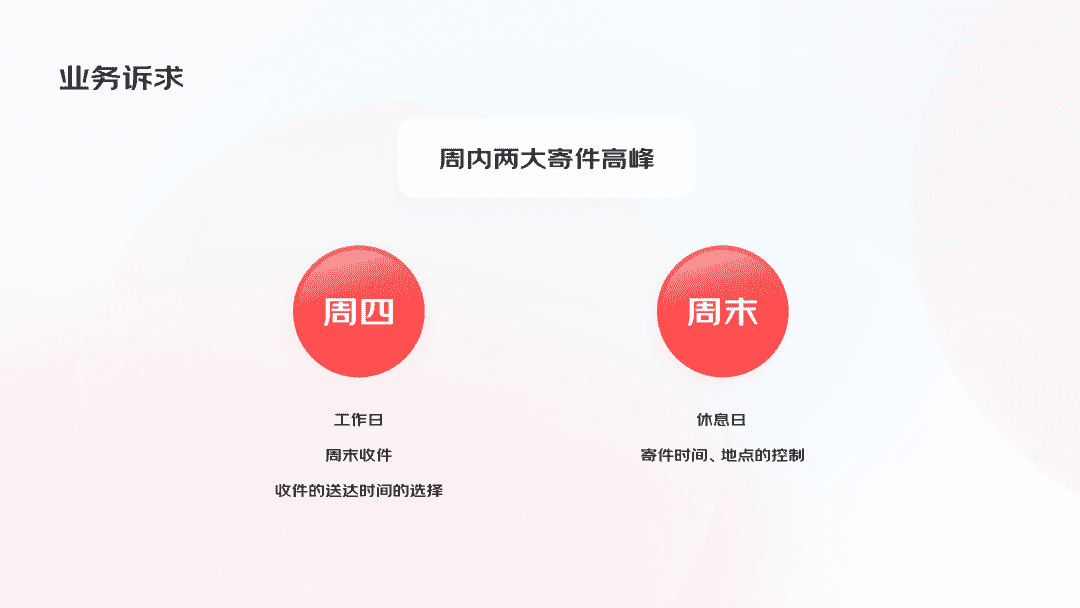 业务诉求
周内两大寄件高峰
周四
周末
工作日
周末收件
收件的送达时间的选择
休息日
寄件时间、地点的控制